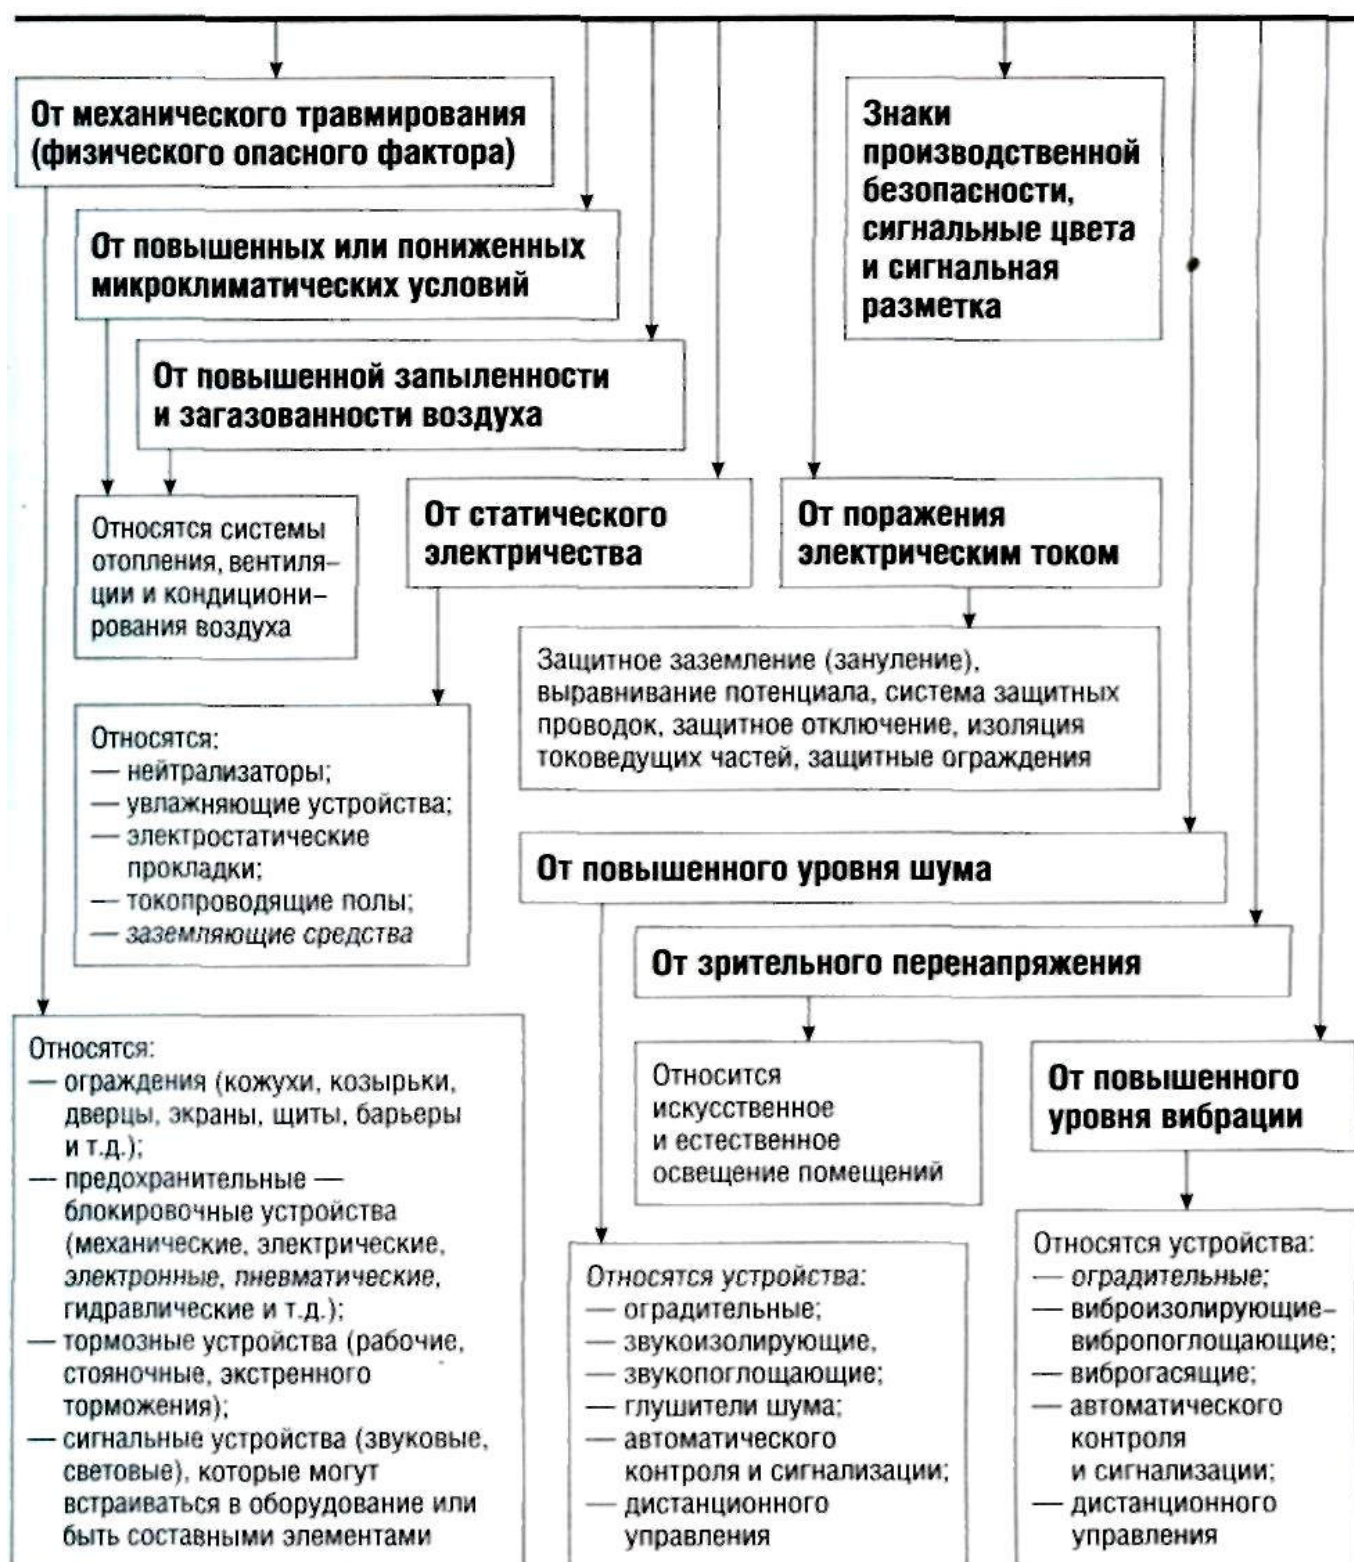 От механического травмирования
(физического опасного фактора)
Знаки
производственной
безопасности,
сигнальные цвета
и сигнальная
разметка
От повышенных или пониженных
микроклиматических условий
От повышенной запыленности
и загазованности воздуха
Относятся системы
отопления, вентиля–
ции и кондициони–
рования воздуха
От статического
электричества
От поражения
электрическим током
Защитное заземление (зануление),
выравнивание потенциала, система защитных
проводок, защитное отключение, изоляция
токоведущих частей, защитные ограждения
Относятся:
— нейтрализаторы;
— увлажняющие устройства;
— электростатические
прокладки;
— токопроводящие полы;
— заземляющие средства
От повышенного уровня шума
От зрительного перенапряжения
Относятся:
— ограждения (кожухи, козырьки,
дверцы, экраны, щиты, барьеры
и т.д.);
— предохранительные —
блокировочные устройства
(механические, электрические,
электронные, пневматические,
гидравлические и т.д.);
— тормозные устройства (рабочие,
стояночные, экстренного
торможения);
— сигнальные устройства (звуковые,
световые), которые могут
встраиваться в оборудование или
быть составными элементами
Относится
искусственное
и естественное
освещение помещений
От повышенного
уровня вибрации
Относятся устройства:
— оградительные;
— звукоизолирующие,
— звукопоглощающие;
— глушители шума;
— автоматического
контроля и сигнализации;
— дистанционного
управления
Относятся устройства:
— оградительные;
— виброизолирующие–
вибропоглощающие;
— виброгасящие;
— автоматического
контроля
и сигнализации;
— дистанционного
управления